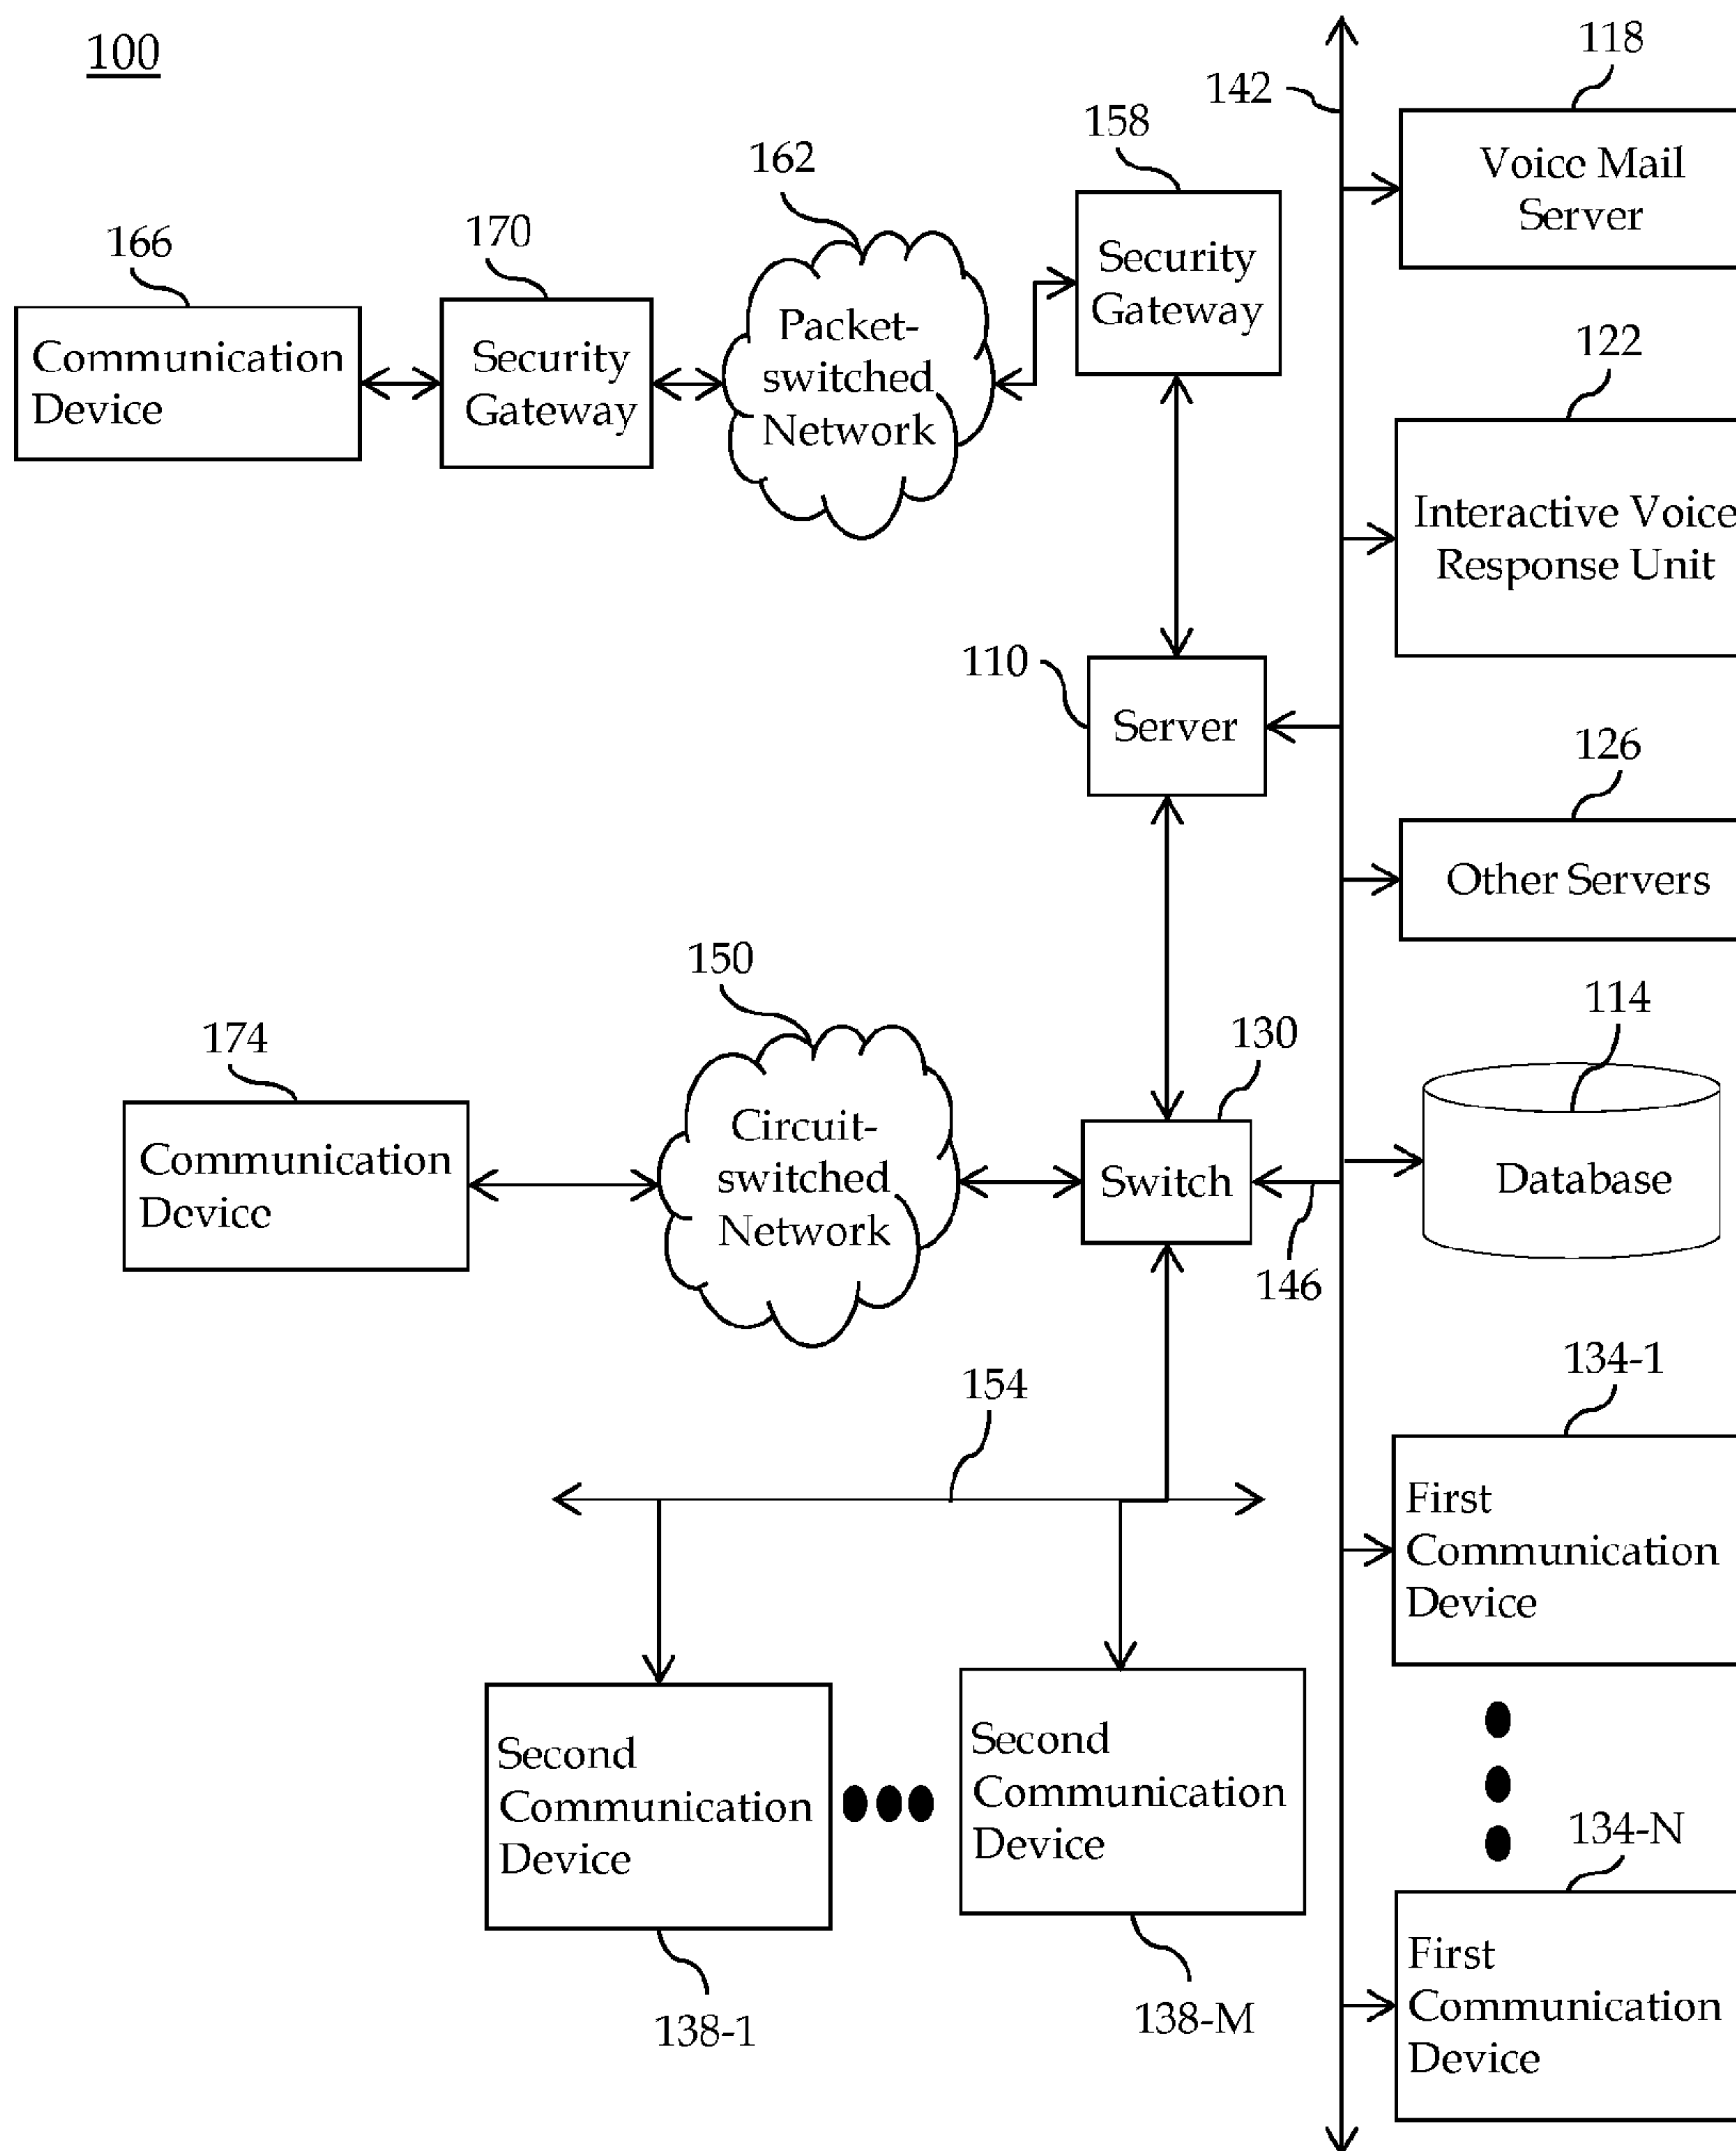 100
118
142
158
Voice Mail
Server
162
170
166
Security
Gateway
Packet-
switched
Network
Security
Gateway
Communication
Device
122
Interactive Voice
Response Unit
110
Server
126
Other Servers
150
114
174
130
Circuit-
switched
Network
Communication
Device
Switch
Database
146
134-1
154
First
Communication
Device
Second
Communication
Device
Second
Communication
Device
134-N
First
Communication
Device
138-1
138-M